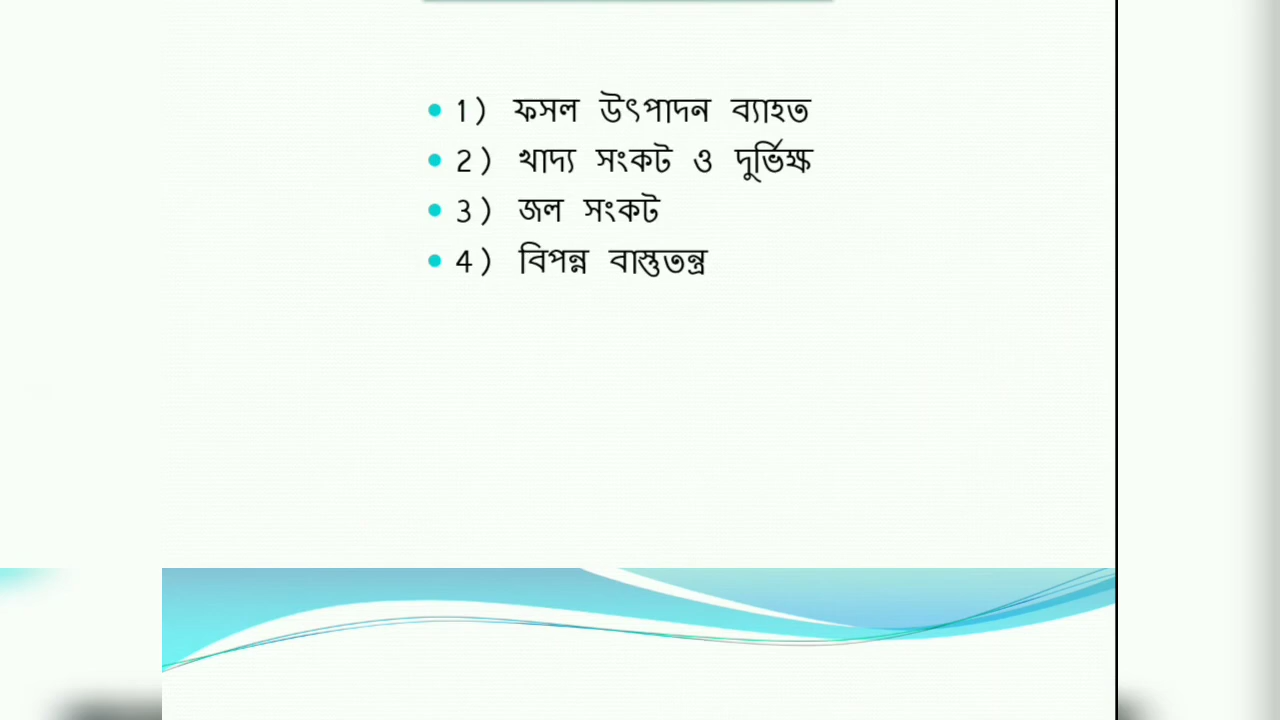 • 1) ফসল উৎপাদন ব্যাহত
• 2) খাদ্য সংকট ও দুর্ভিক্ষ
• 3) জল সংকট
• 4) বিপন্ন বাস্তুতন্ত্র